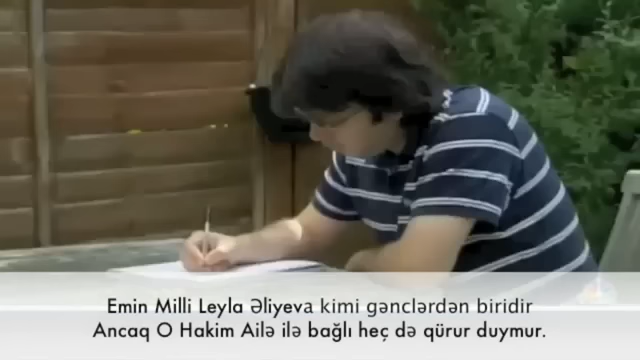 Emin Milli Leyla Əliyeva kimi gənclərdən biridir
Ancaq O Hakim Ailə ilə bağlı heç də qürur duymur.